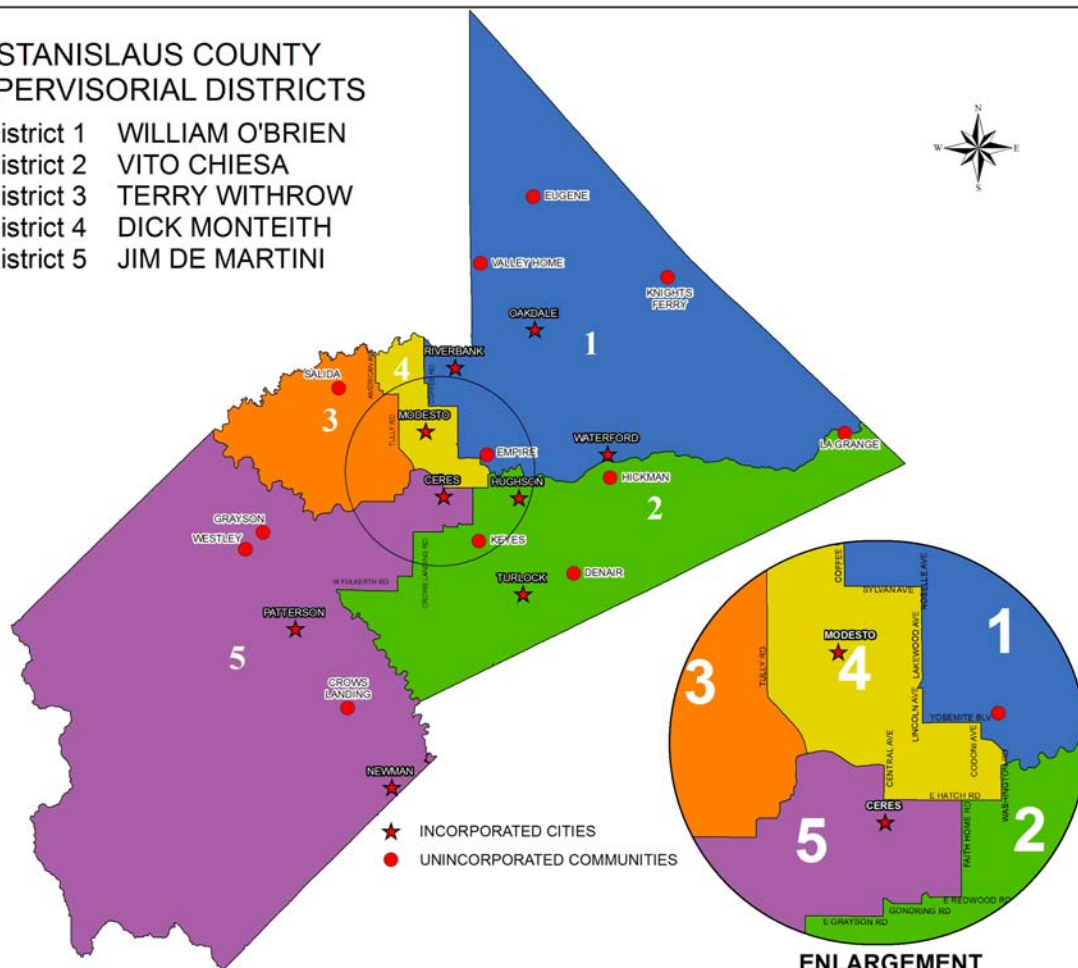 STANISLAUS COUNTY
PERVISORIAL DISTRICTS
istrict 1 WILLIAM O'BRIEN
istrict 2 VITO CHIESA
istrict 3 TERRY WITHROW
istrict 4 DICK MONTEITH
istrict 5 JIM DE MARTINI
N
W E
S
EUGENE
VALLEY HOME
KNIGHTS
FERRY
OAKDALE
1
RIVERBANK
4
AMERICAN AVE
SALIDA
3
TULLY RD
MODESTO
EMPIRE
WATERFORD
LA GRANGE
CERES
HUGHSON
HICKMAN
2
GRAYSON
WESTLEY
KEYES
CROWS LANDING RD
DENAIR
W FULKERTH RD
TURLOCK
PATTERSON
5
CROWS
LANDING
NEWMAN
INCORPORATED CITIES
UNINCORPORATED COMMUNITIES
COFFEE
SYLVAN AVE
ROSELLE AVE
1
MODESTO
4
LAKEWOOD AVE
3
TULLY RD
LINCOLN AVE
YOSEMITE BLV
CENTRAL AVE
CODONI AVE
WASHINGTON RD
E HATCH RD
CERES
5
FAITH HOME RD
2
E REDWOOD RD
GONDRING RD
E GRAYSON RD
ENLARGEMENT